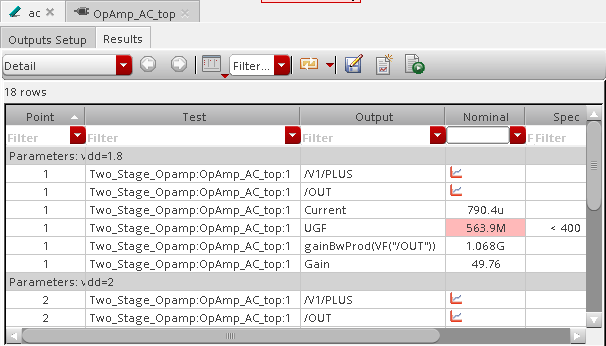 ac OpAmp_AC_top
Outputs Setup Results
Detail Filter...
18 rows
Point Test Output Nominal Spec
Filter Filter Filter F Filter
Parameters: vdd=1.8
1 Two_Stage_Opamp:OpAmp_AC_top:1 /V1/PLUS
1 Two_Stage_Opamp:OpAmp_AC_top:1 /OUT
1 Two_Stage_Opamp:OpAmp_AC_top:1 Current 790.4u
1 Two_Stage_Opamp:OpAmp_AC_top:1 UGF 563.9M < 400
1 Two_Stage_Opamp:OpAmp_AC_top:1 gainBwProd(VF("/OUT")) 1.068G
1 Two_Stage_Opamp:OpAmp_AC_top:1 Gain 49.76
Parameters: vdd=2
2 Two_Stage_Opamp:OpAmp_AC_top:1 /V1/PLUS
2 Two_Stage_Opamp:OpAmp_AC_top:1 /OUT